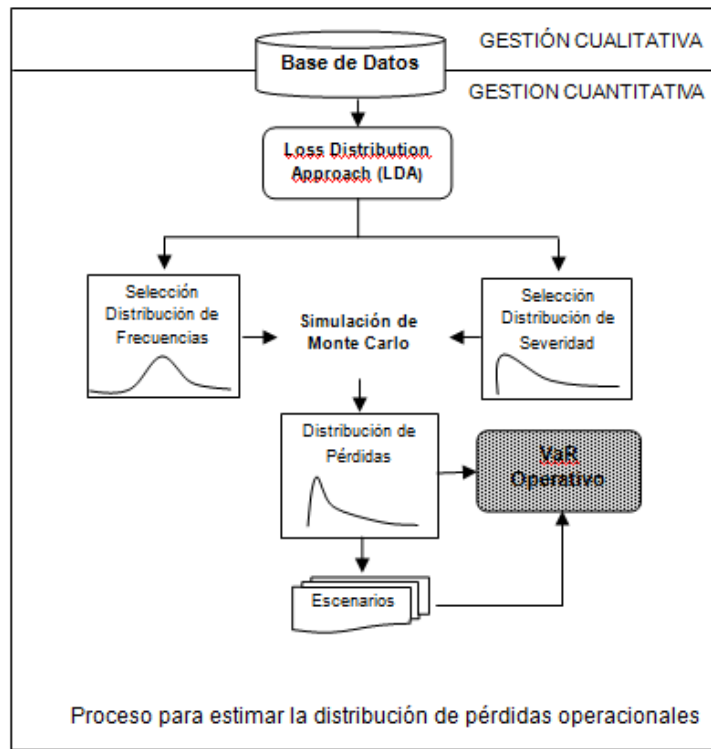 GESTIÓN CUALITATIVA
Base de Datos
GESTION CUANTITATIVA
Loss Distribution
Approach (LDA)
Selección
Distribución de
Frecuencias
Simulación de
Monte Carlo
Selección
Distribución de
Severidad
Distribución de
Pérdidas
VaR
Operativo
Escenarios
Proceso para estimar la distribución de pérdidas operacionales